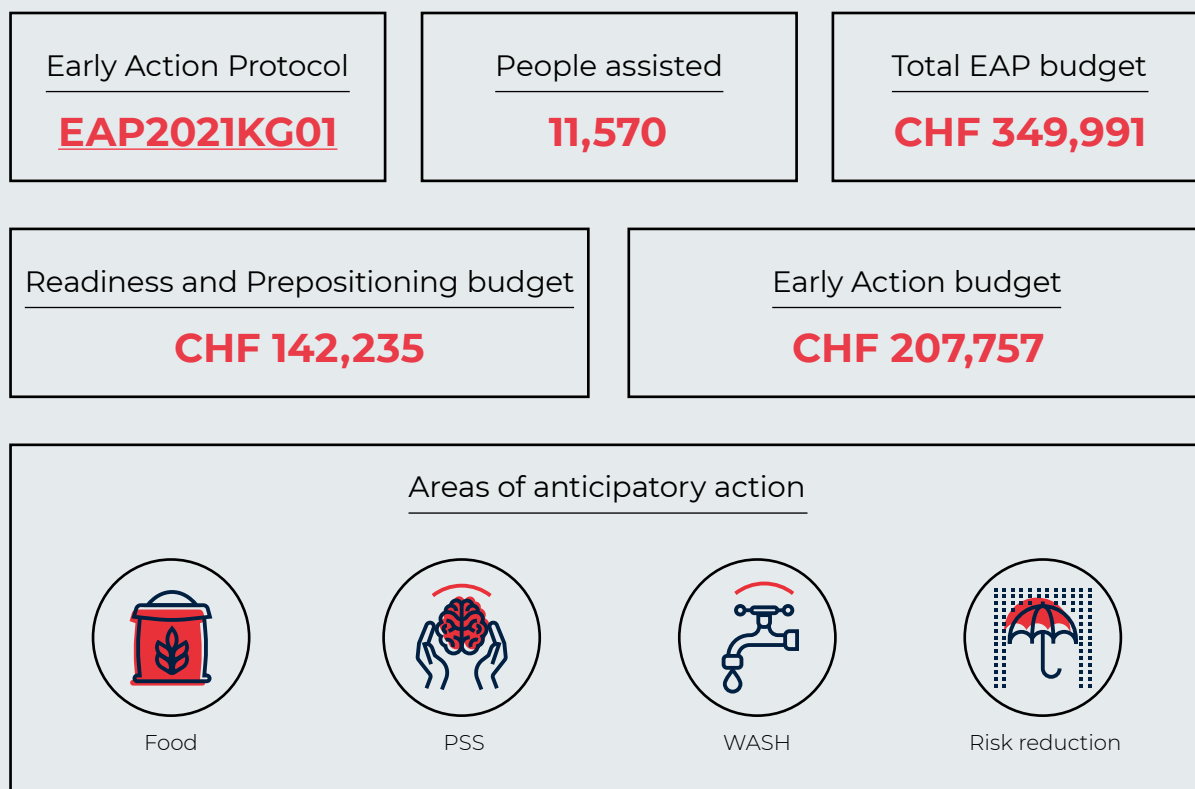 Early Action Protocol
EAP2021KG01
People assisted
11,570
Total EAP budget
CHF 349,991
Readiness and Prepositioning budget
CHF 142,235
Early Action budget
CHF 207,757
Areas of anticipatory action
Food
PSS
WASH
Risk reduction